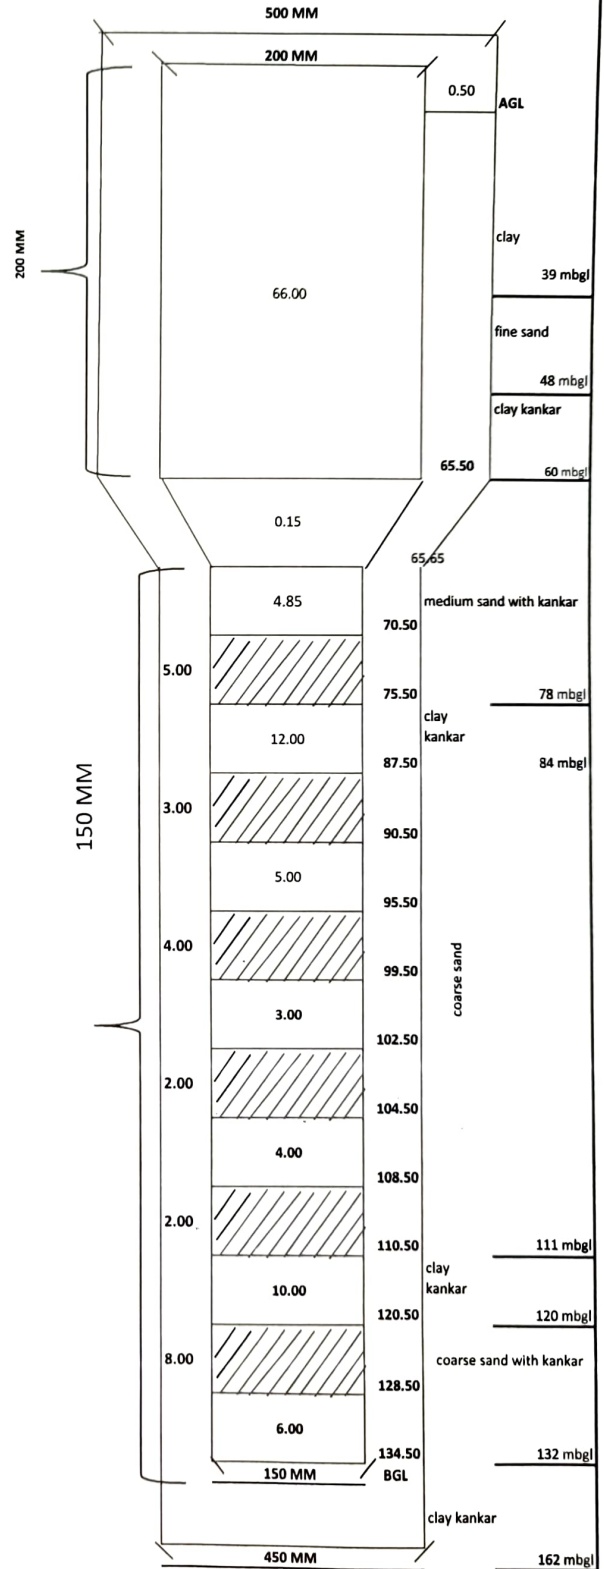 500 MM
200 MM
0.50
AGL
clay
200 MM
39 mbgl
66.00
fine sand
48 mbgl
clay kankar
65.50
60 mbgl
0.15
65.65
4.85
medium sand with kankar
70.50
5.00
75.50
78 mbgl
clay
kankar
12.00
87.50
84 mbgl
150 MM
3.00
90.50
5.00
95.50
4.00
99.50
coarse sand
3.00
102.50
2.00
104.50
4.00
108.50
2.00
110.50
111 mbgl
clay
kankar
10.00
120.50
120 mbgl
8.00
coarse sand with kankar
128.50
6.00
134.50
132 mbgl
150 MM
BGL
clay kankar
450 MM
162 mbgl